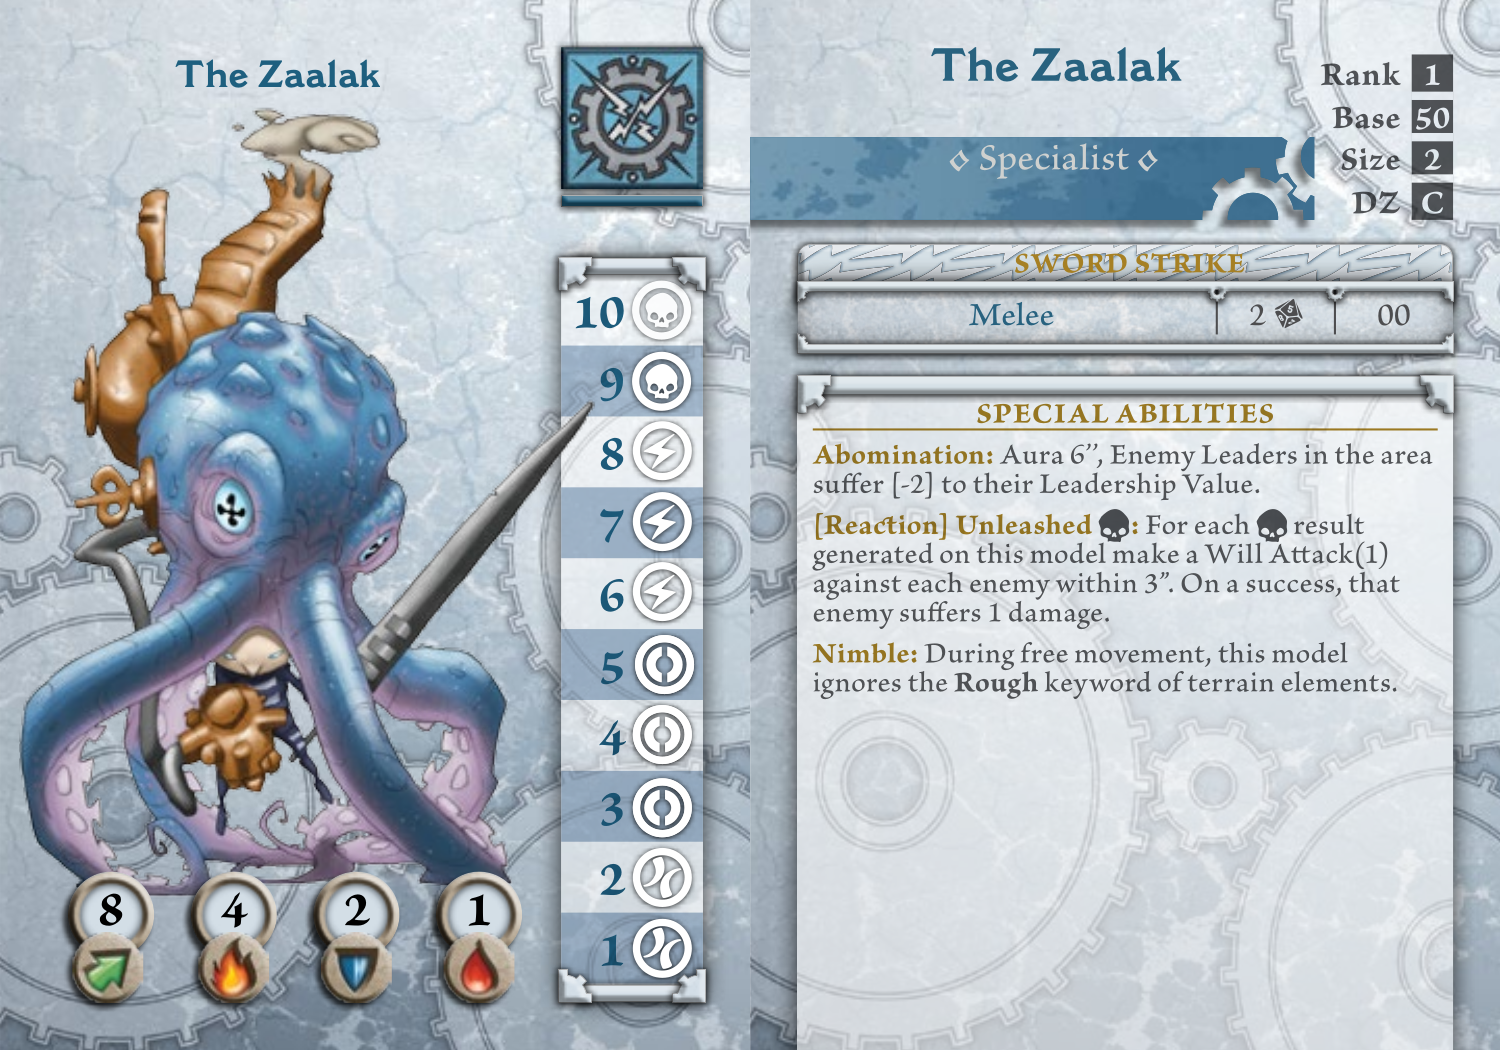 The Zaalak
10
9
8
7
6
5
4
3
2
1
8 4 2 1
The Zaalak
Rank 1
Base 50
Specialist
Size 2
DZ C
SWORD STRIKE
Melee 2 00
SPECIAL ABILITIES
Abomination: Aura 6’’, Enemy Leaders in the area
suffer [-2] to their Leadership Value.
[Reaction] Unleashed : For each result
generated on this model make a Will Attack(1)
against each enemy within 3”. On a success, that
enemy suffers 1 damage.
Nimble: During free movement, this model
ignores the Rough keyword of terrain elements.